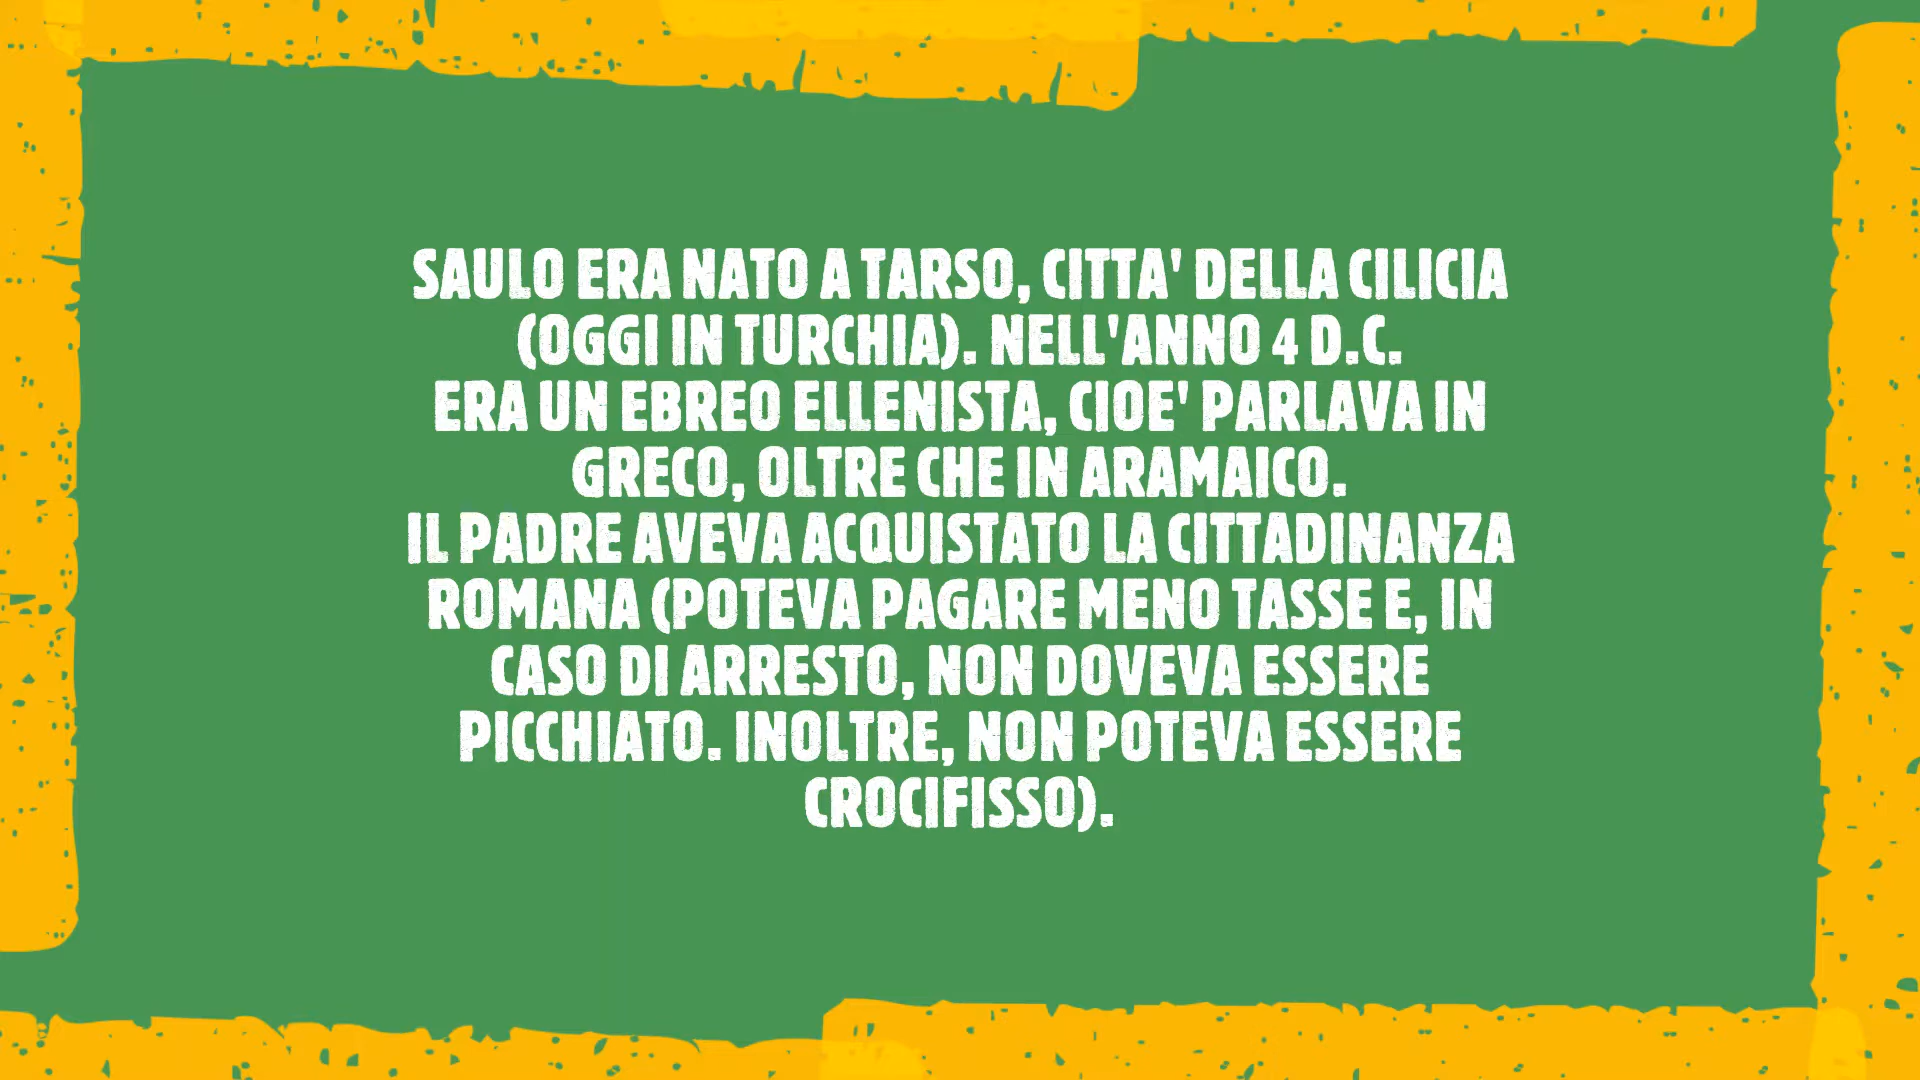 SAULO ERA NATO A TARSO, CITTA' DELLA CILICIA
(OGGI IN TURCHIA). NELL'ANNO 4 D.C.
ERA UN EBREO ELLENISTA, CIOE' PARLAVA IN
GRECO, OLTRE CHE IN ARAMAICO.
IL PADRE AVEVA ACQUISTATO LA CITTADINANZA
ROMANA (POTEVA PAGARE MENO TASSE E, IN
CASO DI ARRESTO, NON DOVEVA ESSERE
PICCHIATO. INOLTRE, NON POTEVA ESSERE
CROCIFISSO).